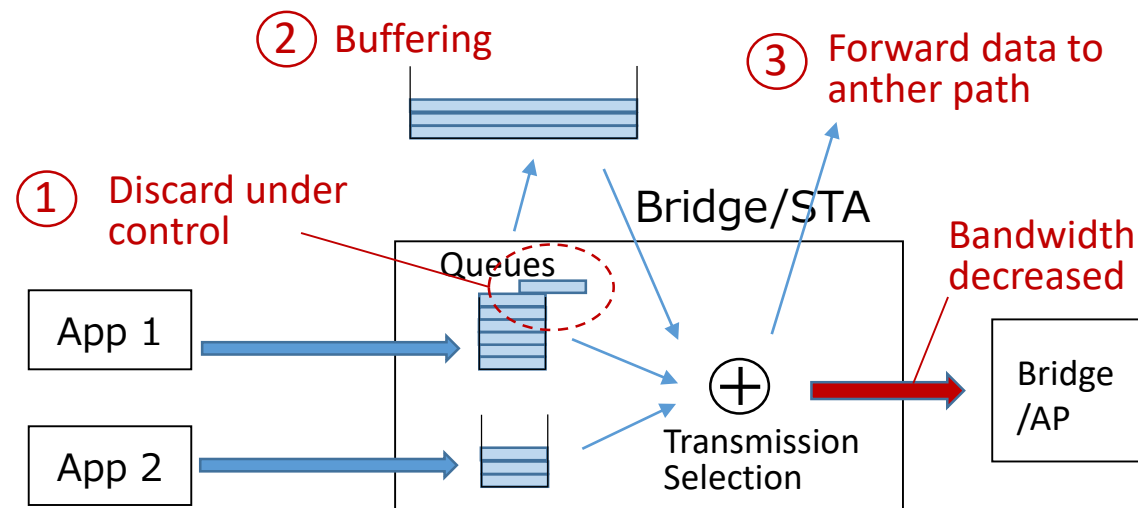 ② Buffering
③ Forward data to
anther path
① Discard under
control
Bridge/STA
Queues
Bandwidth
decreased
App 1
App 2
Transmission
Selection
Bridge
/AP